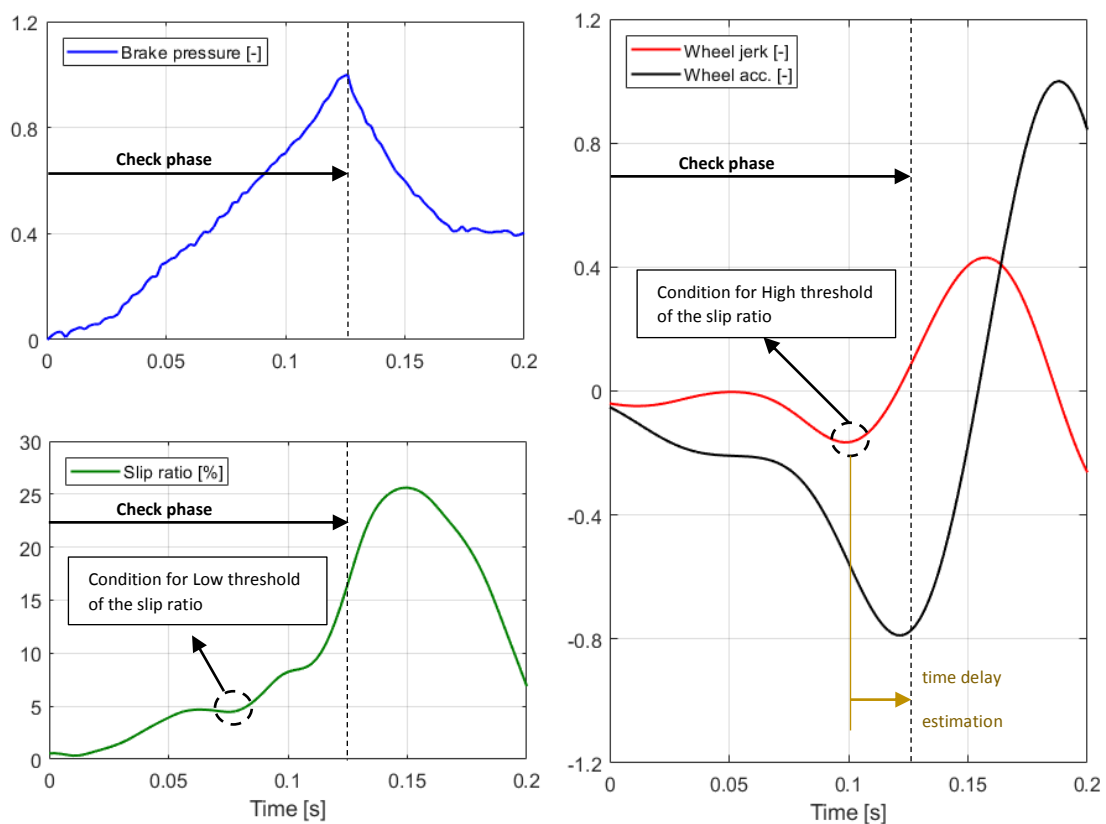 1.2
0.8
0.4
0
Brake pressure [-]
Check phase
0
0.05
0.1
0.15
0.2
30
25
20
15
10
5
0
Slip ratio [%]
Check phase
Condition for Low threshold
of the slip ratio
0
0.05
0.1
0.15
0.2
Time [s]
1.2
0.8
0.4
0
-0.4
-0.8
-1.2
Wheel jerk [-]
Wheel acc. [-]
Check phase
Condition for High threshold
of the slip ratio
time delay
estimation
0
0.05
0.1
0.15
0.2
Time [s]